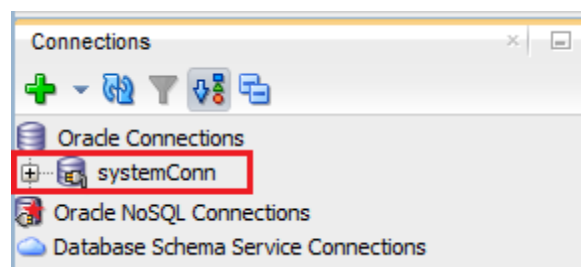 Connections
Oracle Connections
systemConn
Oracle NoSQL Connections
Database Schema Service Connections